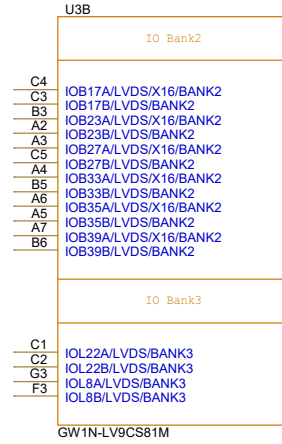 U3B
IO Bank2
C4 IOB17A/LVDS/X16/BANK2
C3 IOB17B/LVDS/BANK2
B3 IOB23A/LVDS/X16/BANK2
A2 IOB23B/LVDS/BANK2
A3 IOB27A/LVDS/X16/BANK2
C5 IOB27B/LVDS/BANK2
A4 IOB33A/LVDS/X16/BANK2
B5 IOB33B/LVDS/BANK2
A6 IOB35A/LVDS/X16/BANK2
A5 IOB35B/LVDS/BANK2
A7 IOB39A/LVDS/X16/BANK2
B6 IOB39B/LVDS/BANK2
IO Bank3
C1 IOL22A/LVDS/BANK3
C2 IOL22B/LVDS/BANK3
G3 IOL8A/LVDS/BANK3
F3 IOL8B/LVDS/BANK3
GW1N-LV9CS81M